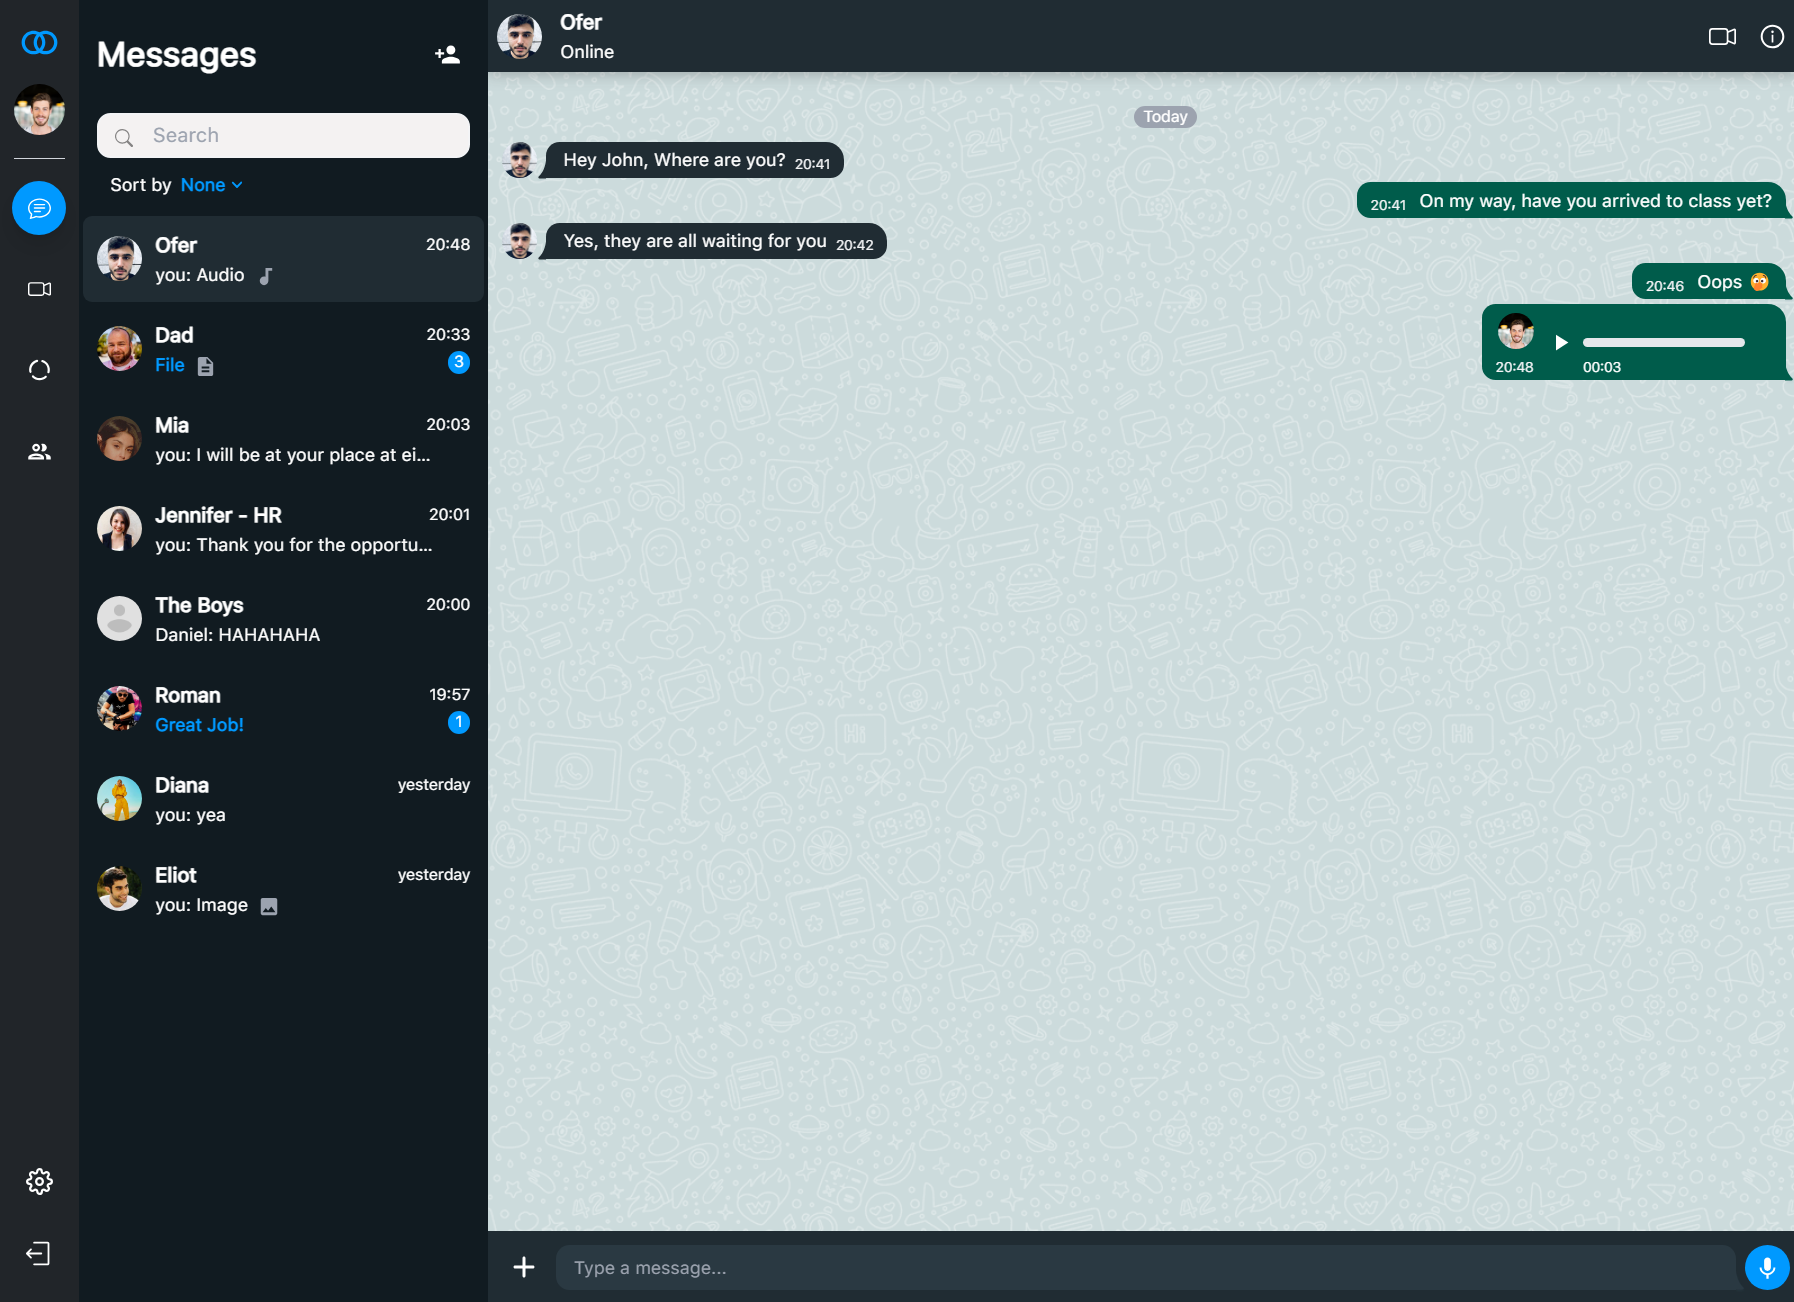 Messages
Search
Sort by None
Ofer
20:48
you: Audio
Dad
20:33
File
3
Mia
20:03
you: I will be at your place at ei...
Jennifer - HR
20:01
you: Thank you for the opportu...
The Boys
20:00
Daniel: HAHAHAHA
Roman
19:57
Great Job!
1
Diana
yesterday
you: yea
Eliot
yesterday
you: Image
Ofer
Online
Today
Hey John, Where are you? 20:41
20:41 On my way, have you arrived to class yet?
Yes, they are all waiting for you 20:42
20:46 Oops 
20:48 00:03
Type a message...